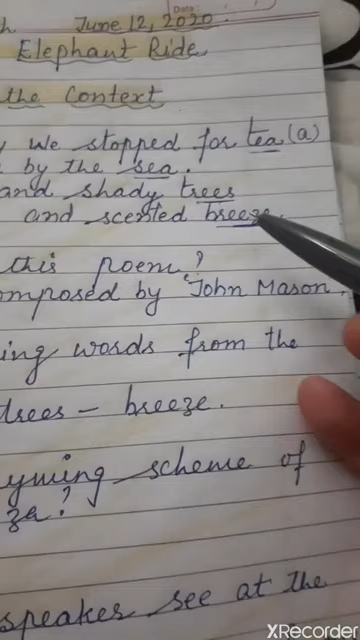 June 12, 2020.
Elephant Ride
the Context
We stopped for tea (a)
by the sea.
and shady trees
and scented breeze.
this poem?
omposed by John Mason.
ing words from the
trees - breeze.
yming scheme of
za?
speaker see at the
XRecorder